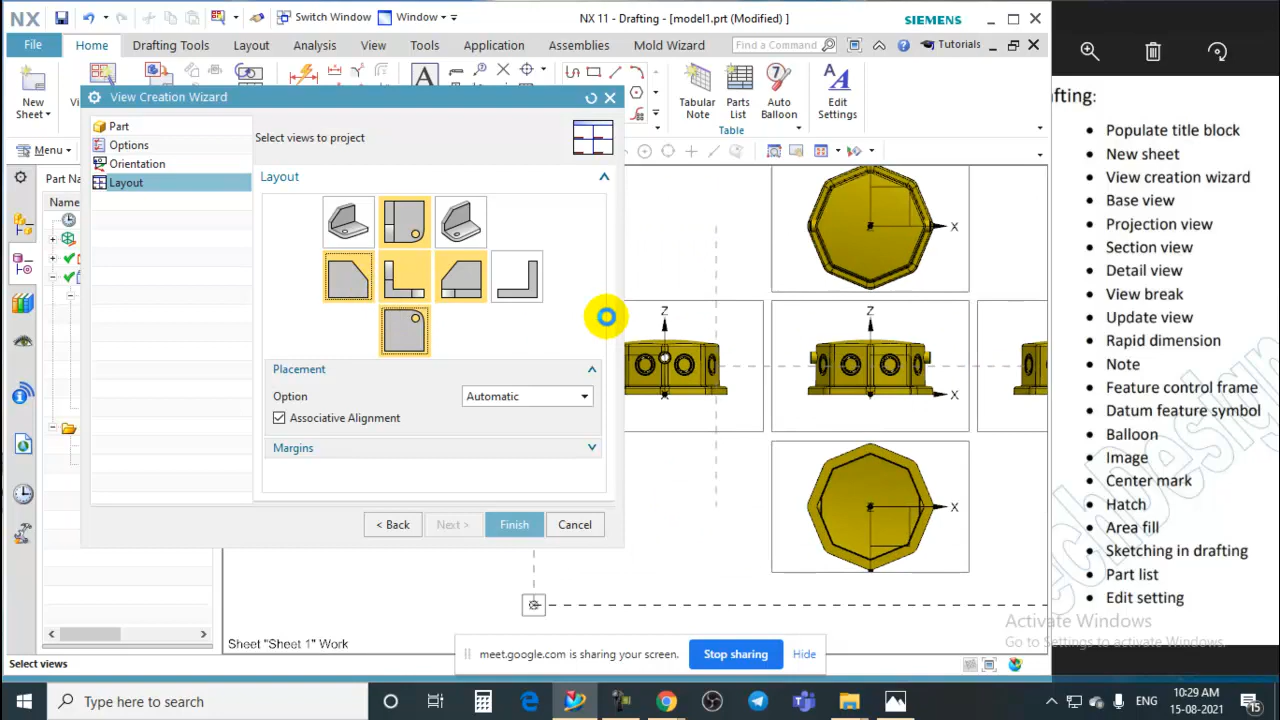 NX
Switch Window
Window
NX 11 - Drafting - [model1.prt (Modified) ]
SIEMENS
File
Home
Drafting Tools
Layout
Analysis
View
Tools
Application
Assemblies
Mold Wizard
Find a Command
Tutorials
New
Sheet
A
Tabular
Note
Parts
List
Auto
Balloon
Edit
Settings
Table
Menu
View Creation Wizard
Part
Options
Orientation
Layout
Select views to project
Layout
Placement
Option
Automatic
Associative Alignment
Margins
< Back
Next >
Finish
Cancel
Part Na
Name
X
Z
Z
X
X
Sheet "Sheet 1" Work
Select views
meet.google.com is sharing your screen.
Stop sharing
Hide
fting:
• Populate title block
• New sheet
• View creation wizard
• Base view
• Projection view
• Section view
• Detail view
• View break
• Update view
• Rapid dimension
• Note
• Feature control frame
• Datum feature symbol
• Balloon
• Image
• Center mark
• Hatch
• Area fill
• Sketching in drafting
• Part list
• Edit setting
echDesign
Activate Windows
Go to Settings to activate Windows.
Type here to search
ENG
10:29 AM
15-08-2021
15